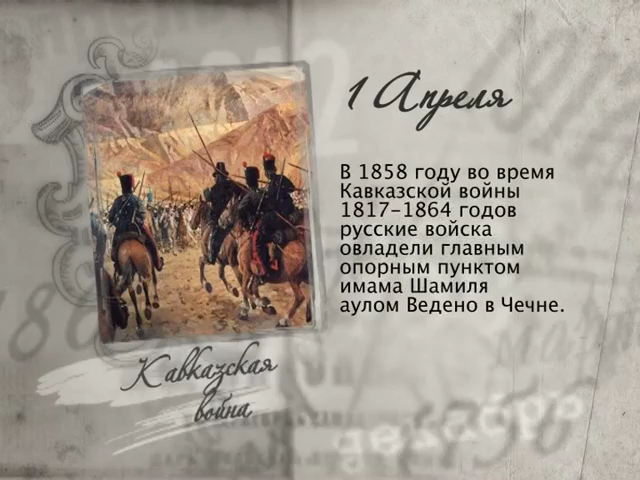 1 Апреля
В 1858 году во время
Кавказской войны
1817-1864 годов
русские войска
овладели главным
опорным пунктом
имама Шамиля
аулом Ведено в Чечне.
Кавказская
война
декабрь